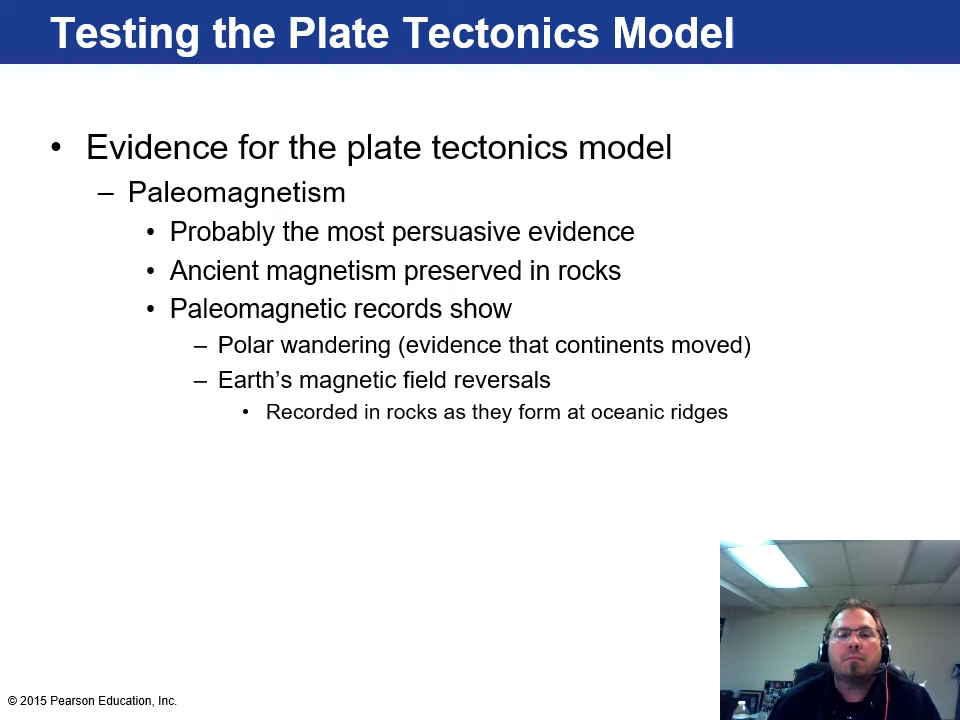 Testing the Plate Tectonics Model
• Evidence for the plate tectonics model
– Paleomagnetism
• Probably the most persuasive evidence
• Ancient magnetism preserved in rocks
• Paleomagnetic records show
– Polar wandering (evidence that continents moved)
– Earth’s magnetic field reversals
• Recorded in rocks as they form at oceanic ridges
© 2015 Pearson Education, Inc.